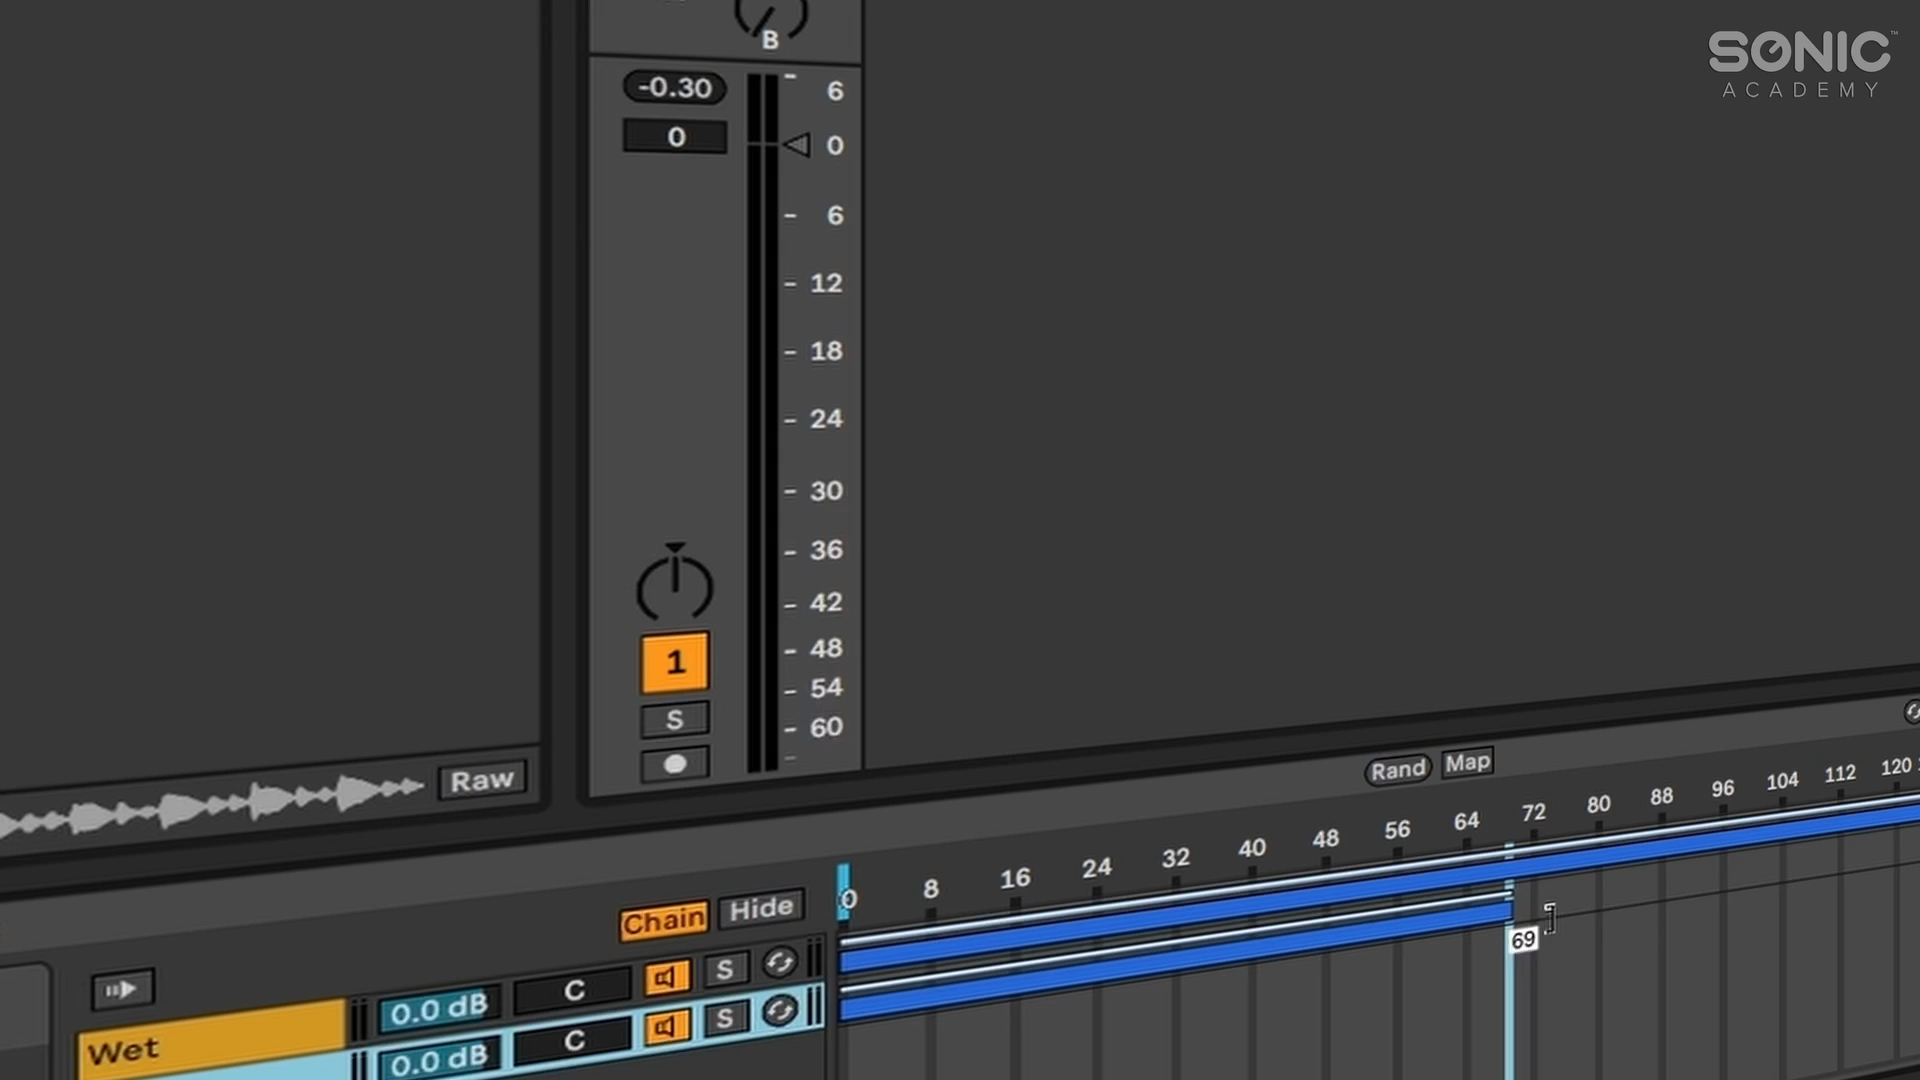 SONIC™
ACADEMY
B
-0.30
0
6
0
6
12
18
24
30
36
42
48
54
60
1
S
Raw
Rand
Map
0 8 16 24 32 40 48 56 64 72 80 88 96 104 112 120
Chain
Hide
0.0 dB
C
S
Wet
0.0 dB
C
S
69